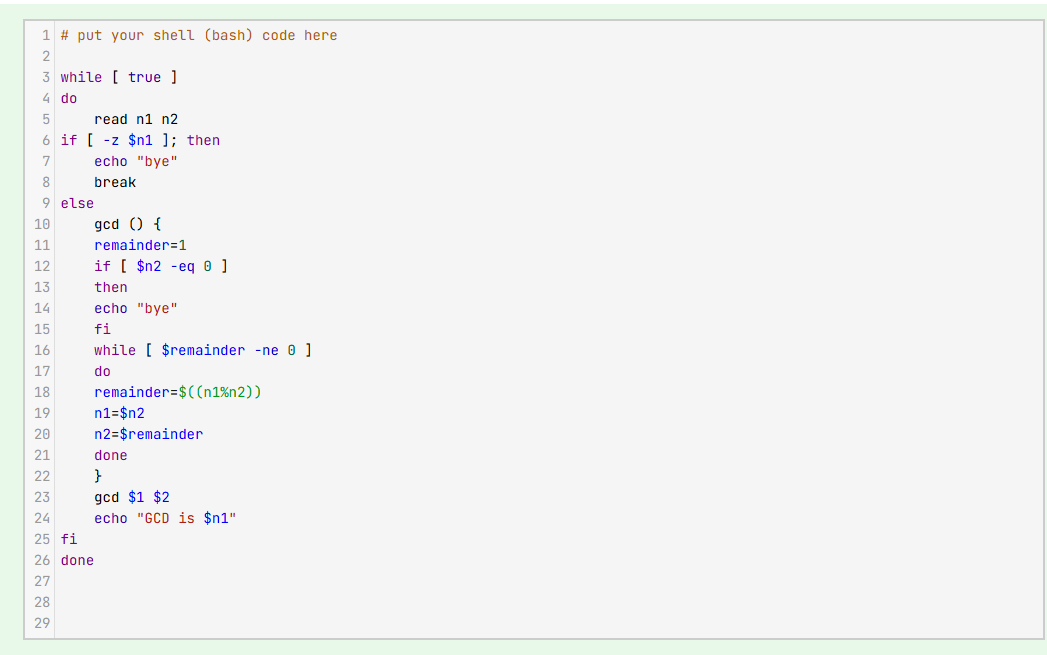 1 # put your shell (bash) code here
2
3 while [ true ]
4 do
5     read n1 n2
6 if [ -z $n1 ]; then
7     echo "bye"
8     break
9 else
10     gcd () {
11     remainder=1
12     if [ $n2 -eq 0 ]
13     then
14     echo "bye"
15     fi
16     while [ $remainder -ne 0 ]
17     do
18     remainder=$((n1%n2))
19     n1=$n2
20     n2=$remainder
21     done
22     }
23     gcd $1 $2
24     echo "GCD is $n1"
25 fi
26 done
27
28
29